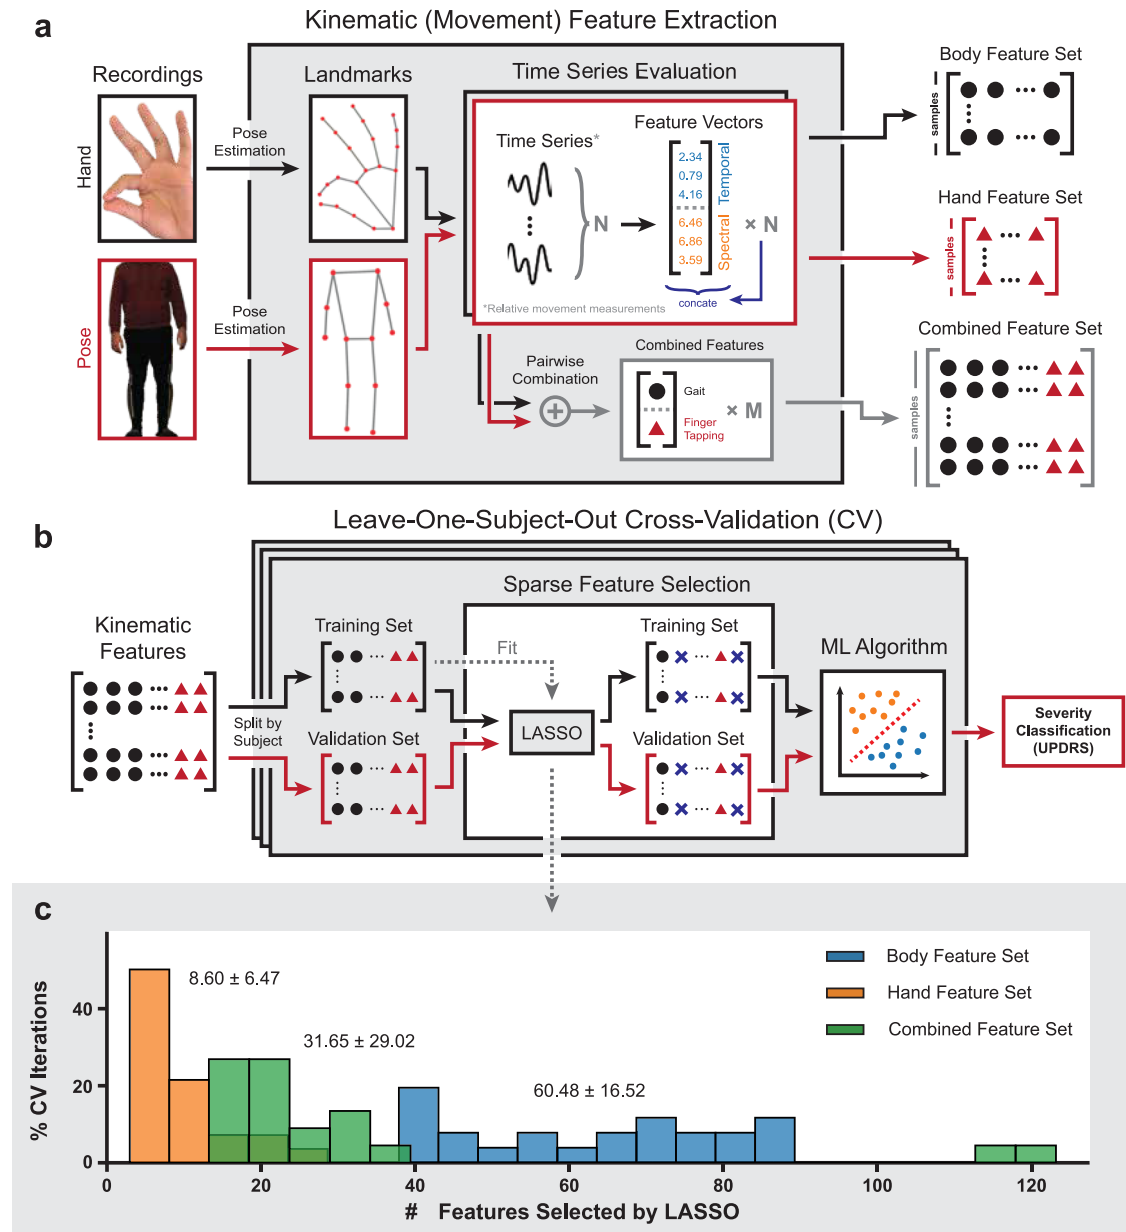 a
Kinematic (Movement) Feature Extraction
Recordings
Landmarks
Time Series Evaluation
Body Feature Set
Hand
Pose
Estimation
Time Series*
N
Feature Vectors
2.34
0.79
4.16
6.46
6.86
3.59
Temporal
Spectral
× N
concate
*Relative movement measurements
samples
Hand Feature Set
samples
Pose
Pose
Estimation
Pairwise
Combination
Combined Features
Gait
Finger
Tapping
× M
Combined Feature Set
samples
b
Leave-One-Subject-Out Cross-Validation (CV)
Sparse Feature Selection
Kinematic
Features
Split by
Subject
Training Set
Validation Set
Fit
LASSO
Training Set
Validation Set
ML Algorithm
Severity
Classification
(UPDRS)
c
% CV Iterations
40
20
0
8.60 ± 6.47
31.65 ± 29.02
60.48 ± 16.52
Body Feature Set
Hand Feature Set
Combined Feature Set
0
20
40
60
80
100
120
# Features Selected by LASSO